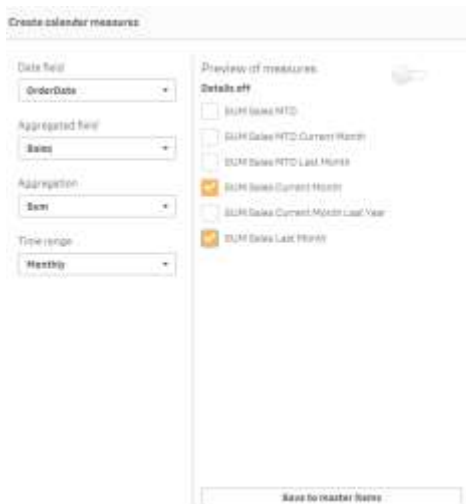 Create calendar measures
Date field
OrderDate
Aggregated field
Sales
Aggregation
Sum
Time range
Monthly
Preview of measures
Details off
SUM Sales MTD
SUM Sales MTD Current Month
SUM Sales MTD Last Month
SUM Sales Current Month
SUM Sales Current Month Last Year
SUM Sales Last Month
Save to master items